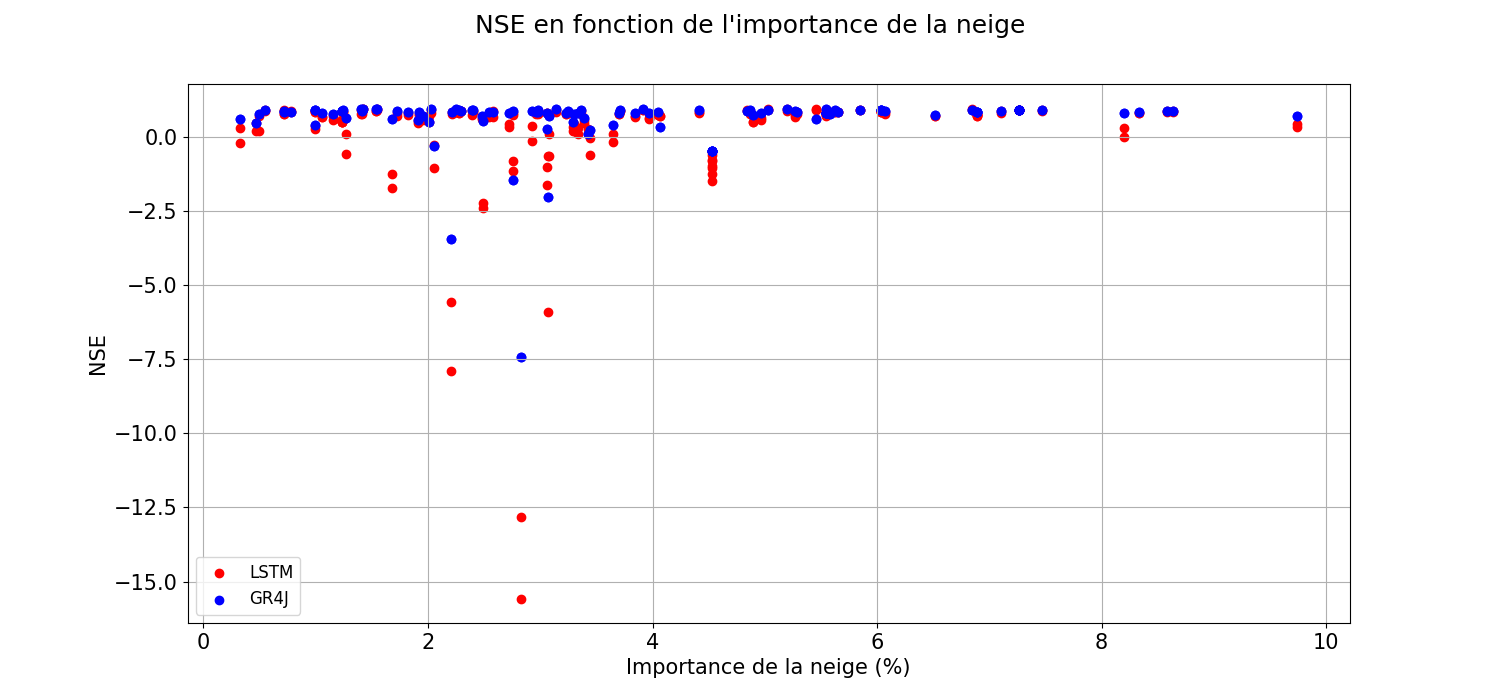 NSE en fonction de l'importance de la neige
NSE
0.0
−2.5
−5.0
−7.5
−10.0
−12.5
−15.0
LSTM
GR4J
0 2 4 6 8 10
Importance de la neige (%)